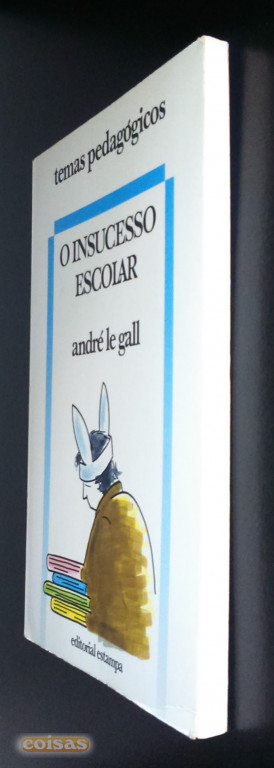 temas pedagógicos
O INSUCESSO
ESCOLAR
andré le gall
editorial estampa
coisas